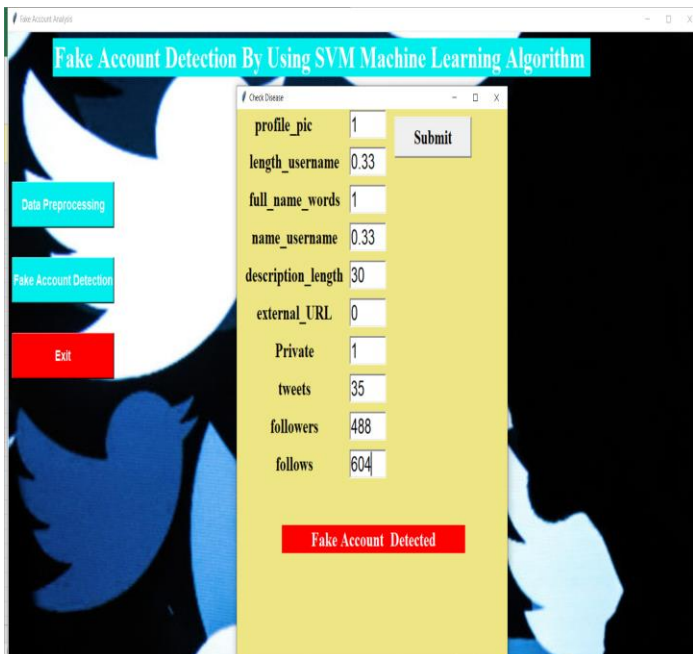 Fake Account Analysis
Fake Account Detection By Using SVM Machine Learning Algorithm
Check Disease
profile_pic 1
Submit
length_username 0.33
full_name_words 1
name_username 0.33
description_length 30
external_URL 0
Private 1
tweets 35
followers 488
follows 604
Fake Account Detected
Data Preprocessing
Fake Account Detection
Exit